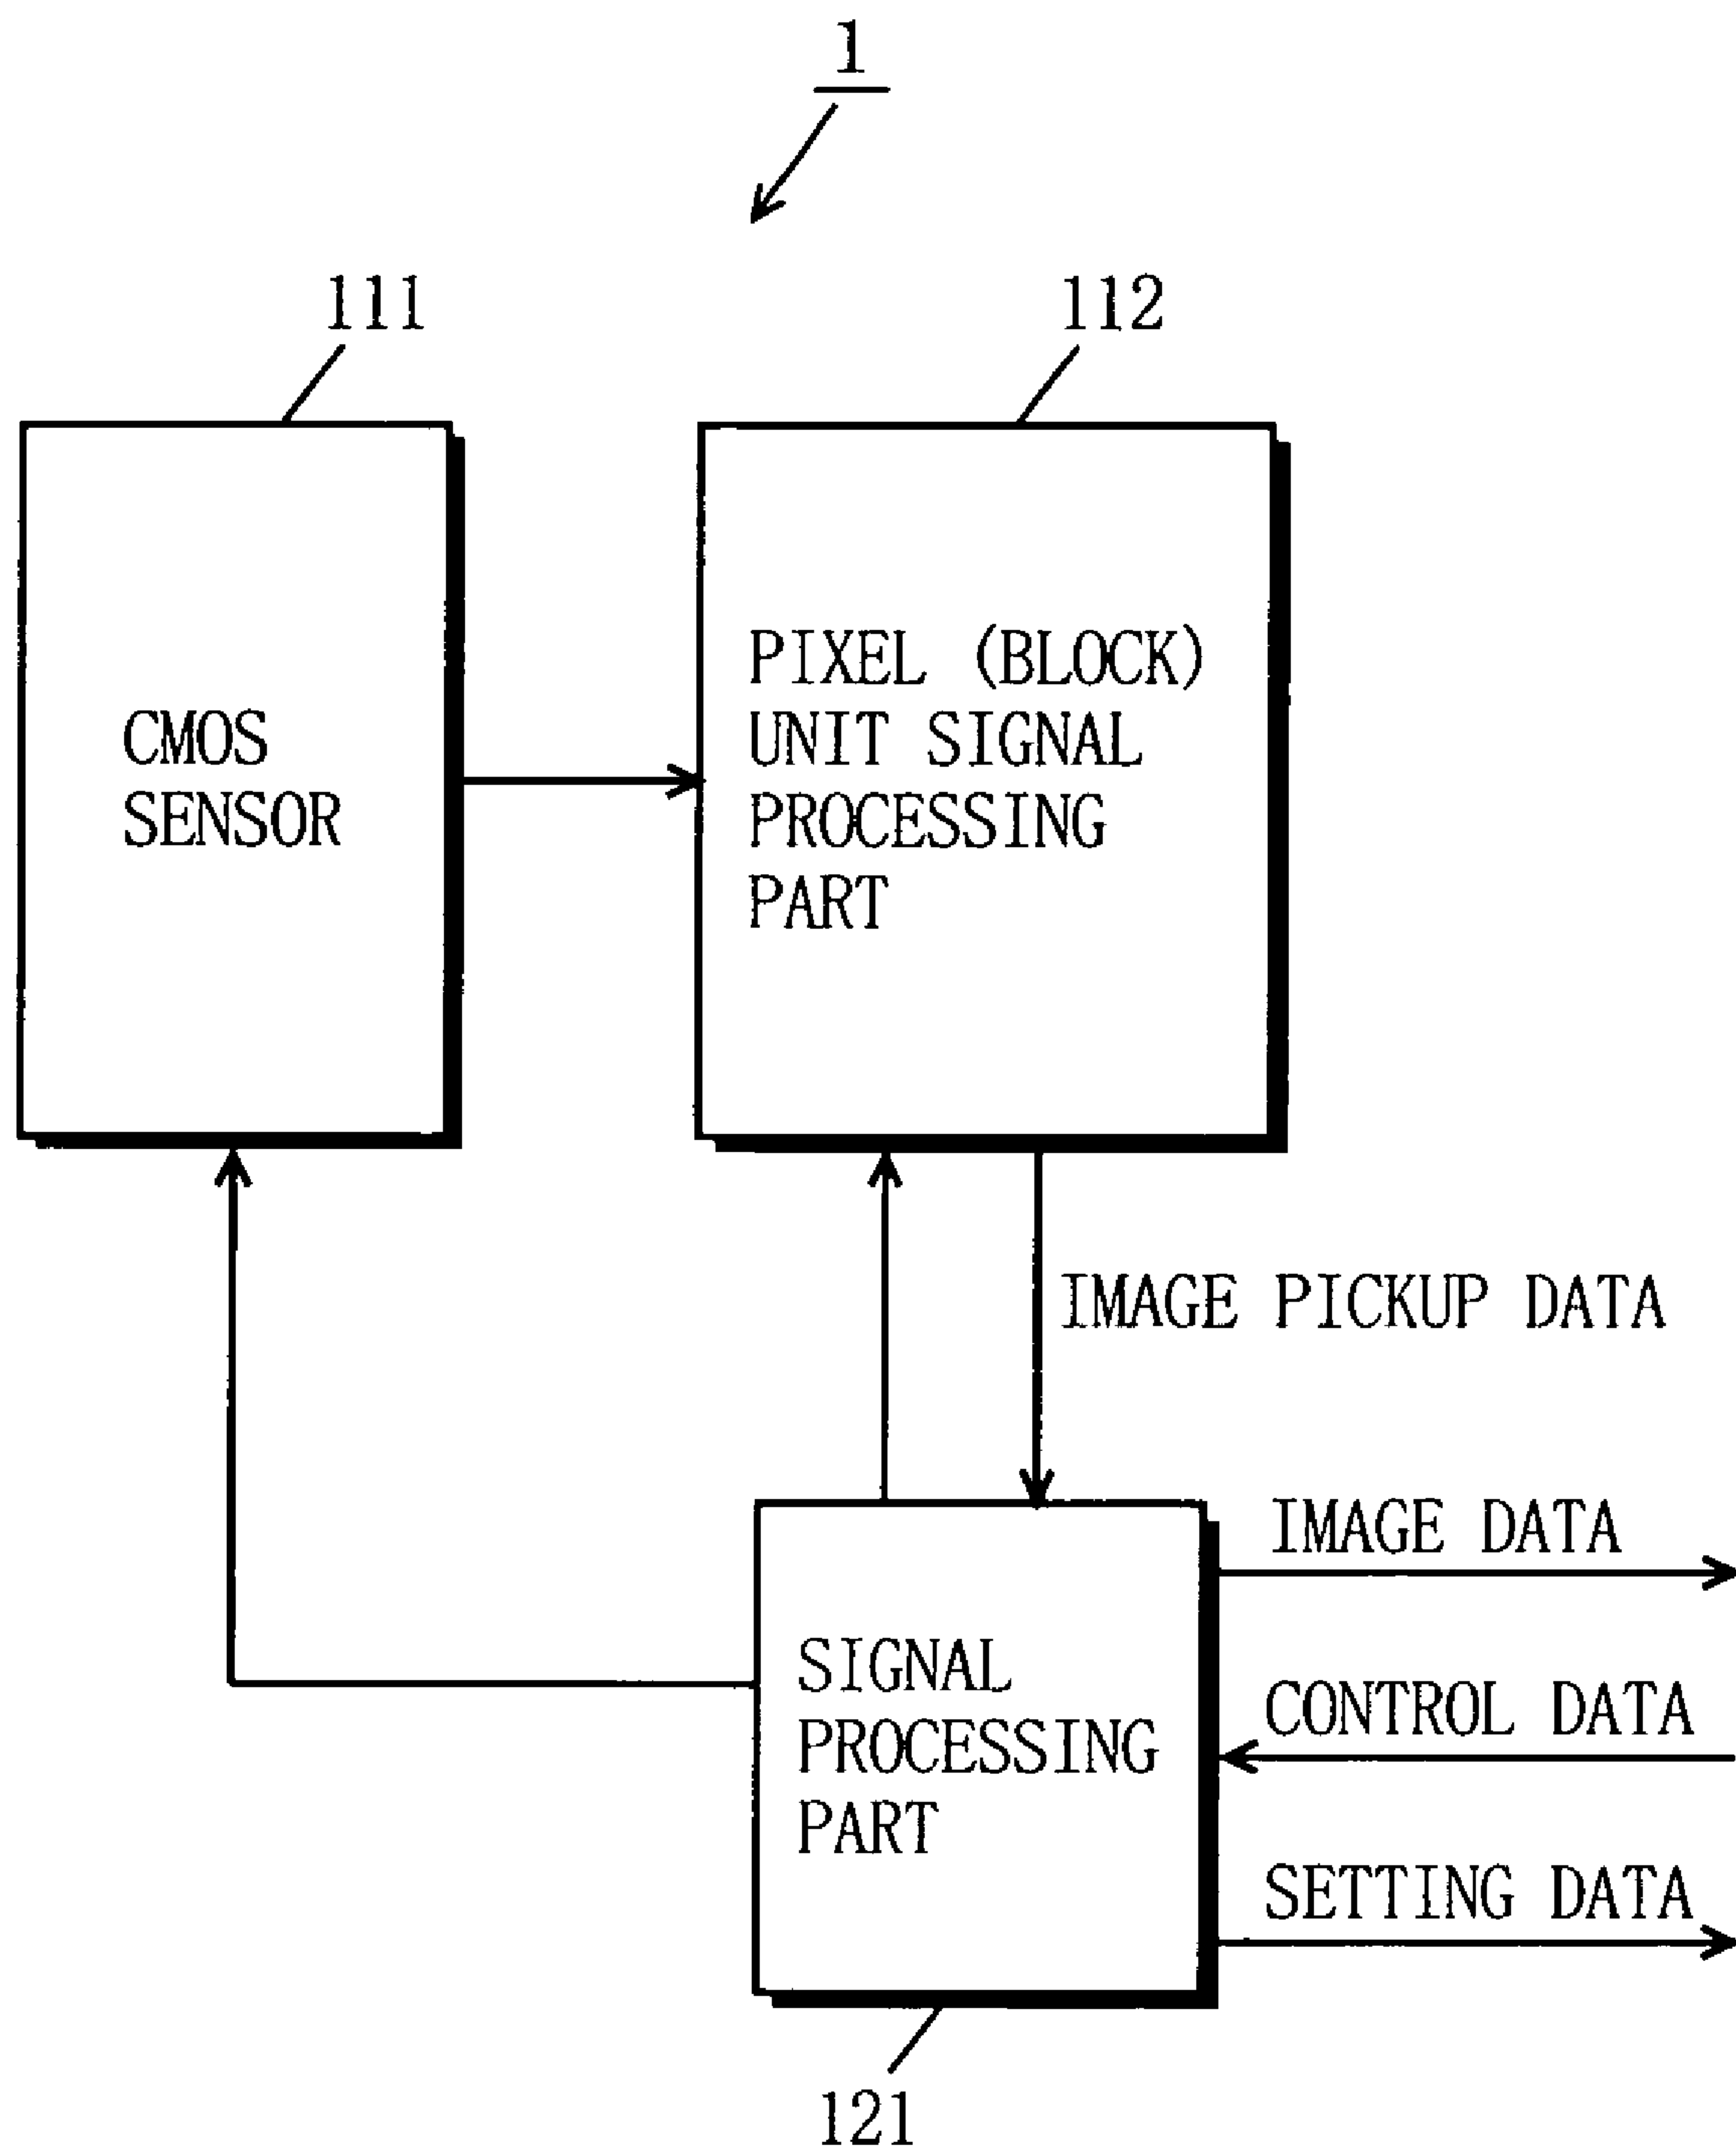 1
111
112
CMOS
SENSOR
PIXEL (BLOCK)
UNIT SIGNAL
PROCESSING
PART
IMAGE PICKUP DATA
IMAGE DATA
SIGNAL
PROCESSING
PART
CONTROL DATA
SETTING DATA
121